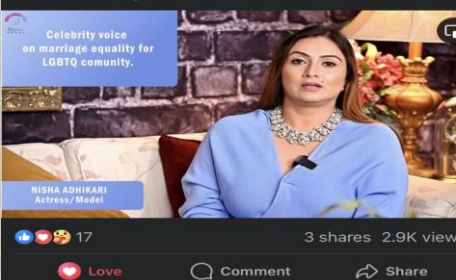 Celebrity voice
on marriage equality for
LGBTQ comunity.
NISHA ADHIKARI
Actress/Model
17
3 shares 2.9K view
Love
Comment
Share